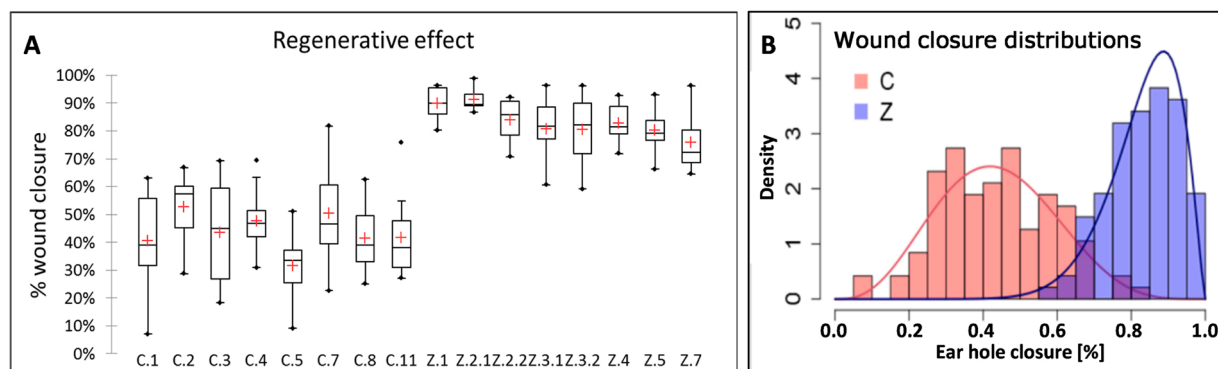 A
Regenerative effect
% wound closure
100%
90%
80%
70%
60%
50%
40%
30%
20%
10%
0%
C.1 C.2 C.3 C.4 C.5 C.7 C.8 C.11 Z.1 Z.2.1 Z.2.2 Z.3.1 Z.3.2 Z.4 Z.5 Z.7
B
Wound closure distributions
C
Z
Density
5
4
3
2
1
0
0.0 0.2 0.4 0.6 0.8 1.0
Ear hole closure [%]